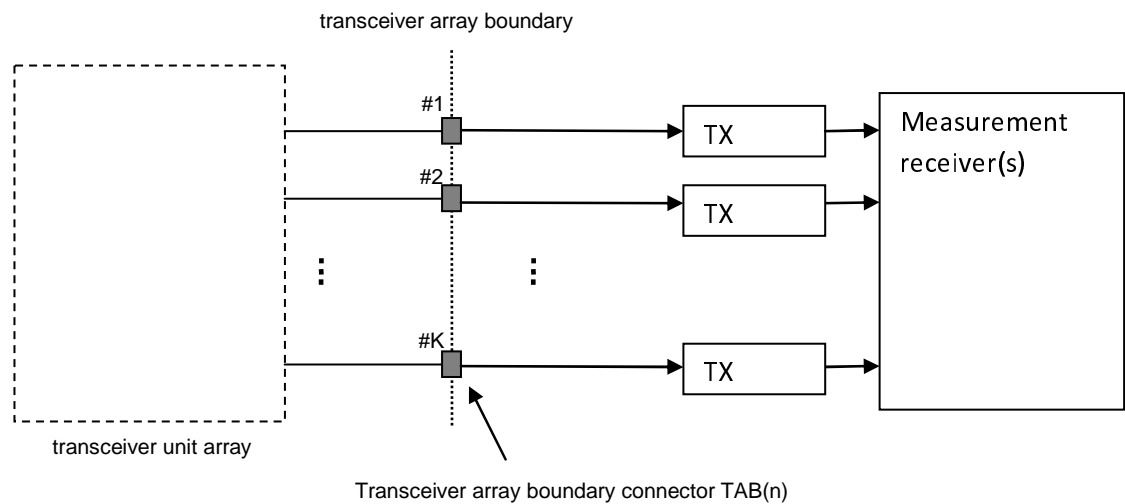 transceiver array boundary
#1
TX
Measurement
receiver(s)
#2
TX
#K
TX
transceiver unit array
Transceiver array boundary connector TAB(n)